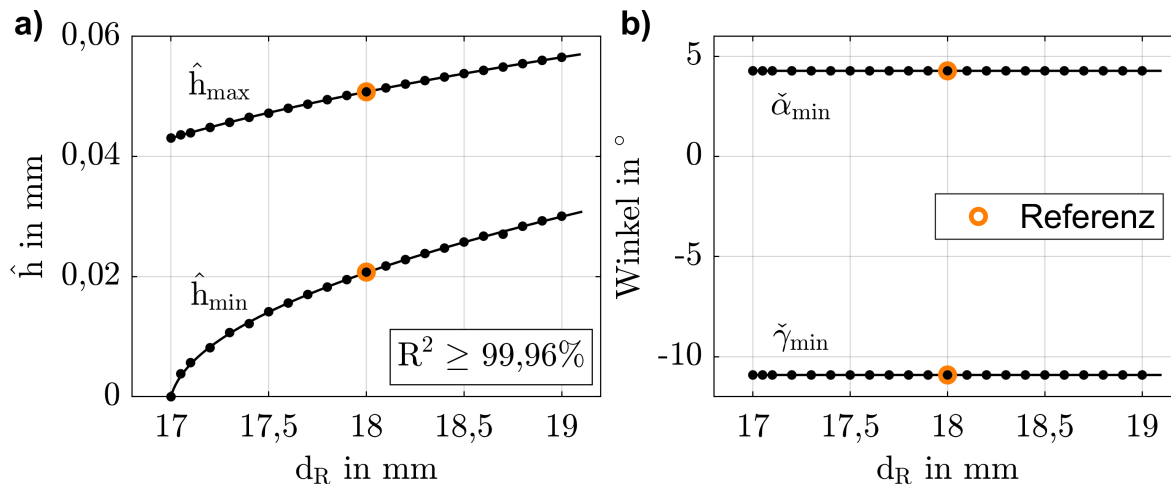 a)
0,06
0,04
0,02
0
ĥ in mm
ĥmax
ĥmin
R² ≥ 99,96%
17
17,5
18
18,5
19
dR in mm
b)
5
0
-5
-10
Winkel in °
α̌min
Referenz
γ̌min
17
17,5
18
18,5
19
dR in mm